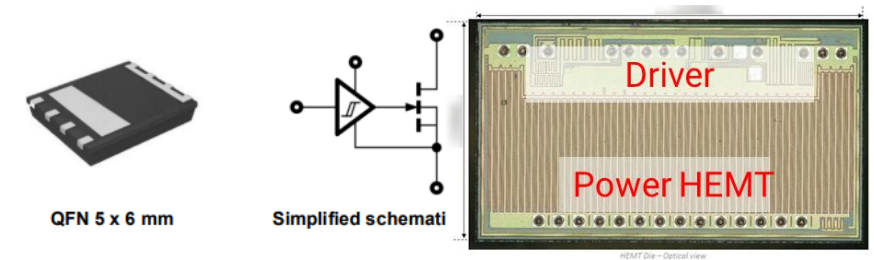 Driver
Power HEMT
QFN 5 x 6 mm
Simplified schemati
HEMT Die – Optical view